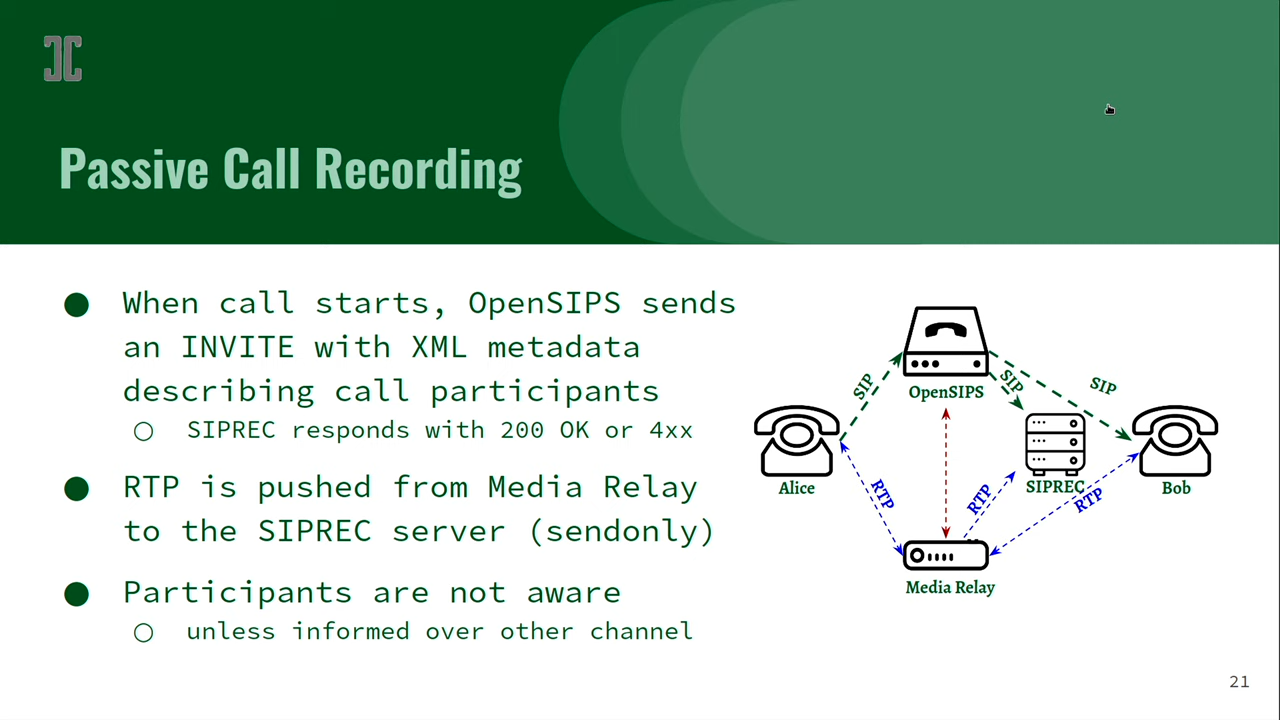 Passive Call Recording
● When call starts, OpenSIPS sends
an INVITE with XML metadata
describing call participants
○ SIPREC responds with 200 OK or 4xx
● RTP is pushed from Media Relay
to the SIPREC server (sendonly)
● Participants are not aware
○ unless informed over other channel
SIP
OpenSIPS
SIP
SIP
Alice
SIPREC
Bob
RTP
RTP
RTP
Media Relay
21